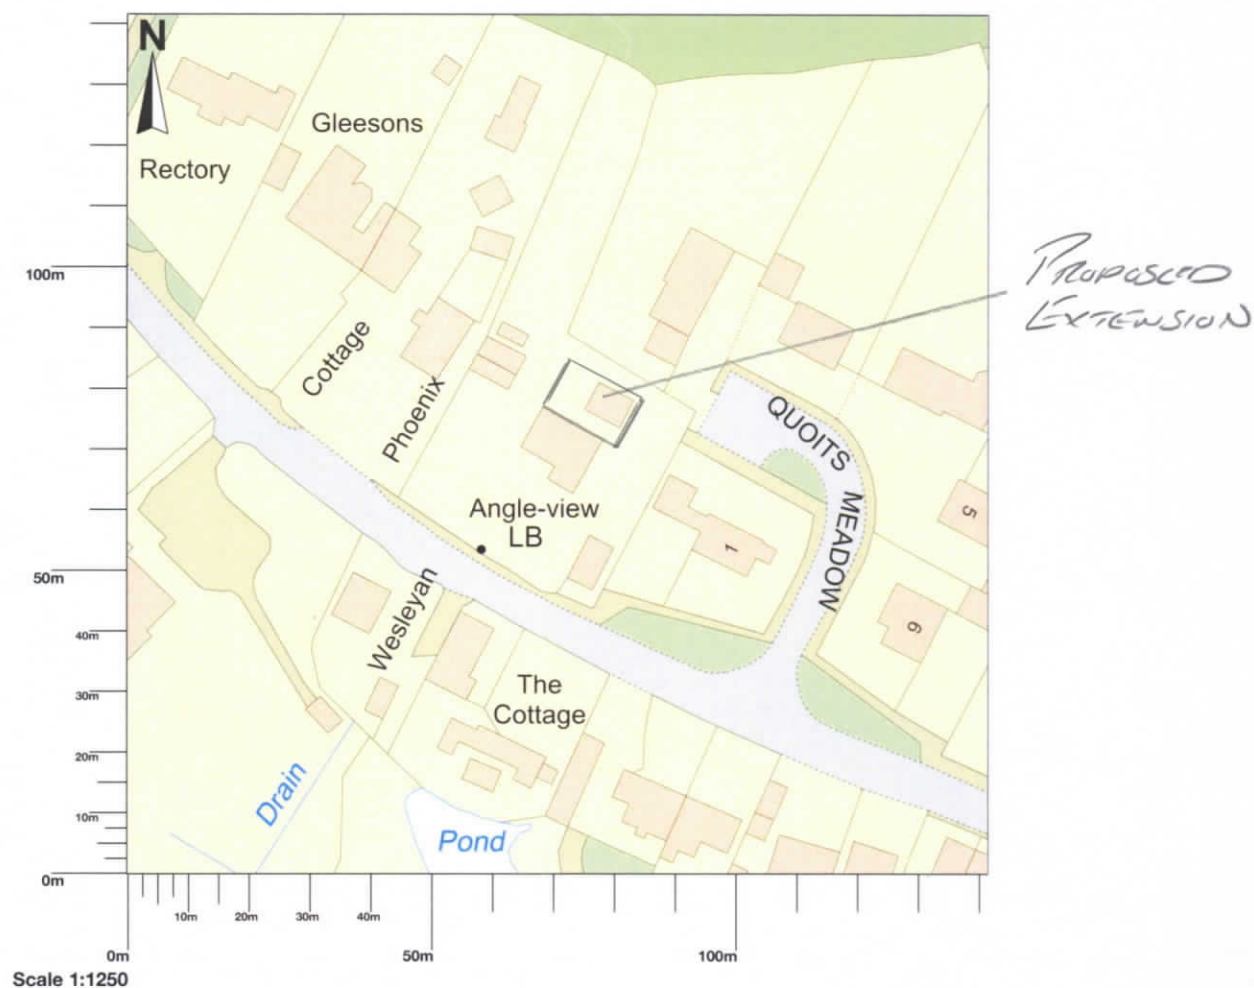 N
Gleesons
Rectory
PROPOSED
EXTENSION
100m
Cottage
Phoenix
QUOITS
MEADOW
Angle-view
LB
5
1
50m
Wesleyan
6
40m
30m
The
Cottage
20m
Drain
10m
Pond
0m
10m 20m 30m 40m
0m 50m 100m
Scale 1:1250